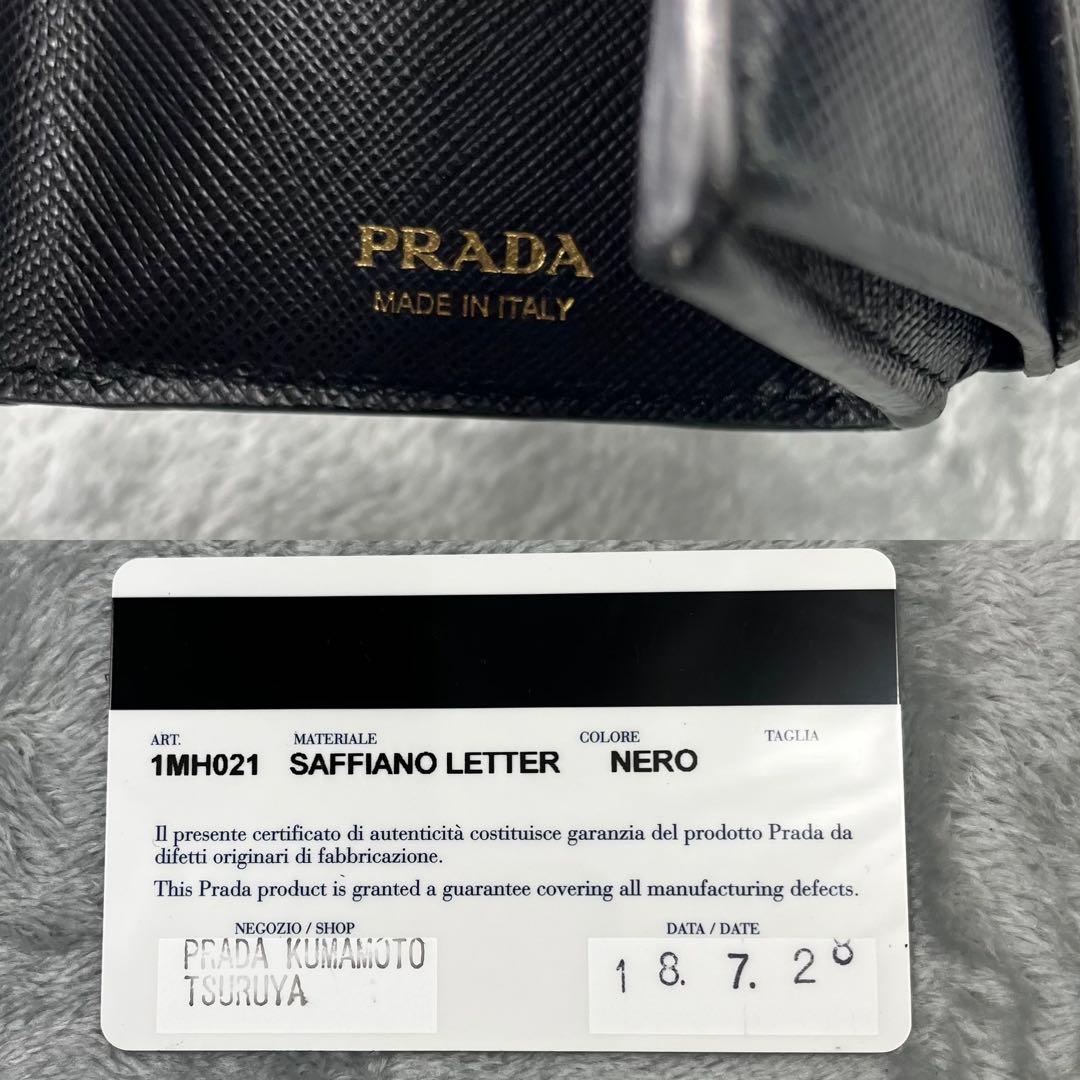 PRADA
MADE IN ITALY
ART. MATERIALE COLORE TAGLIA
1MH021 SAFFIANO LETTER NERO
Il presente certificato di autenticità costituisce garanzia del prodotto Prada da
difetti originari di fabbricazione.
This Prada product is granted a guarantee covering all manufacturing defects.
NEGOZIO / SHOP DATA / DATE
PRADA KUMAMOTO 18. 7. 28
TSURUYA